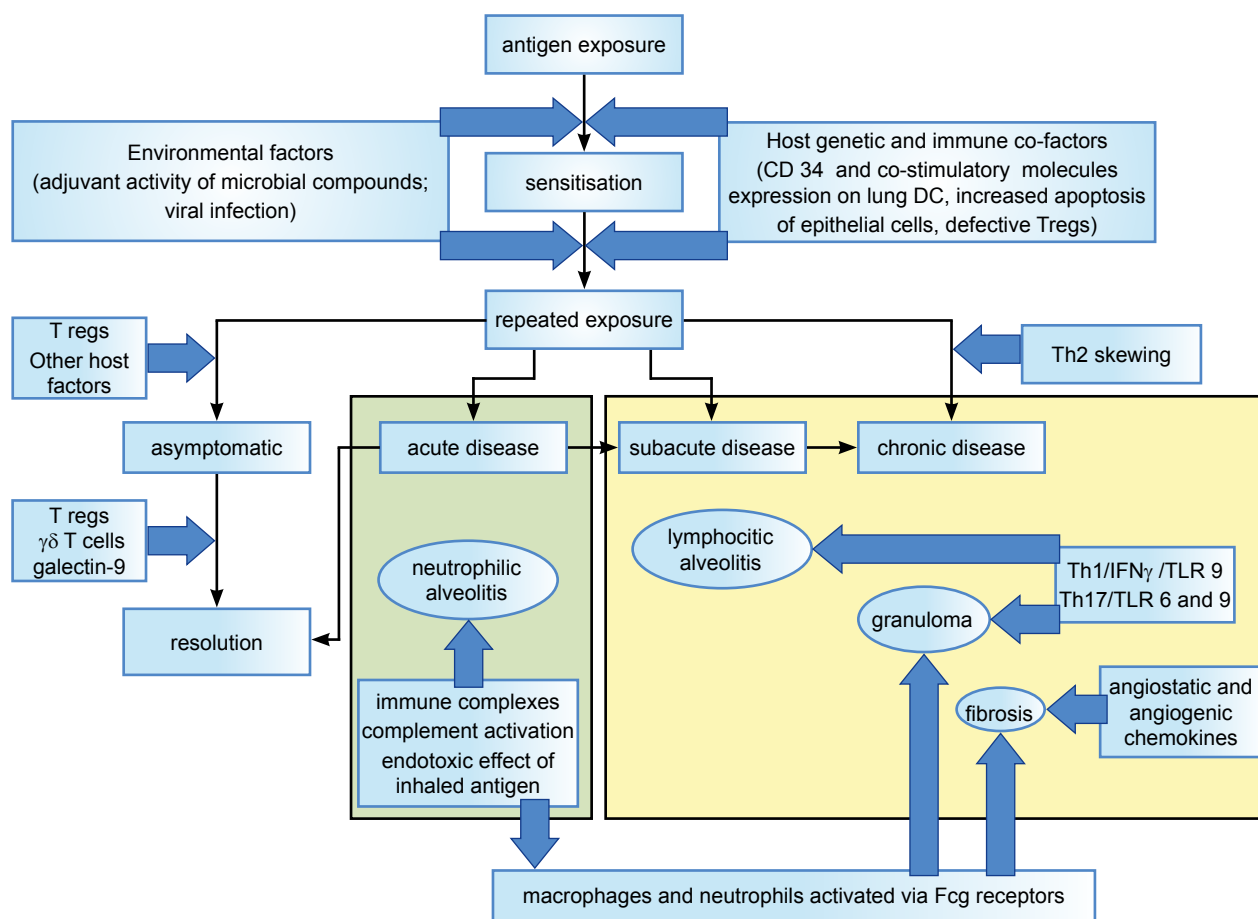 antigen exposure
Environmental factors
(adjuvant activity of microbial compounds;
viral infection)
sensitisation
Host genetic and immune co-factors
(CD 34 and co-stimulatory molecules
expression on lung DC, increased apoptosis
of epithelial cells, defective Tregs)
repeated exposure
T regs
Other host
factors
Th2 skewing
asymptomatic
acute disease
subacute disease
chronic disease
T regs
γδ T cells
galectin-9
neutrophilic
alveolitis
lymphocitic
alveolitis
Th1/IFNγ /TLR 9
Th17/TLR 6 and 9
granuloma
resolution
immune complexes
complement activation
endotoxic effect of
inhaled antigen
fibrosis
angiostatic and
angiogenic
chemokines
macrophages and neutrophils activated via Fcg receptors